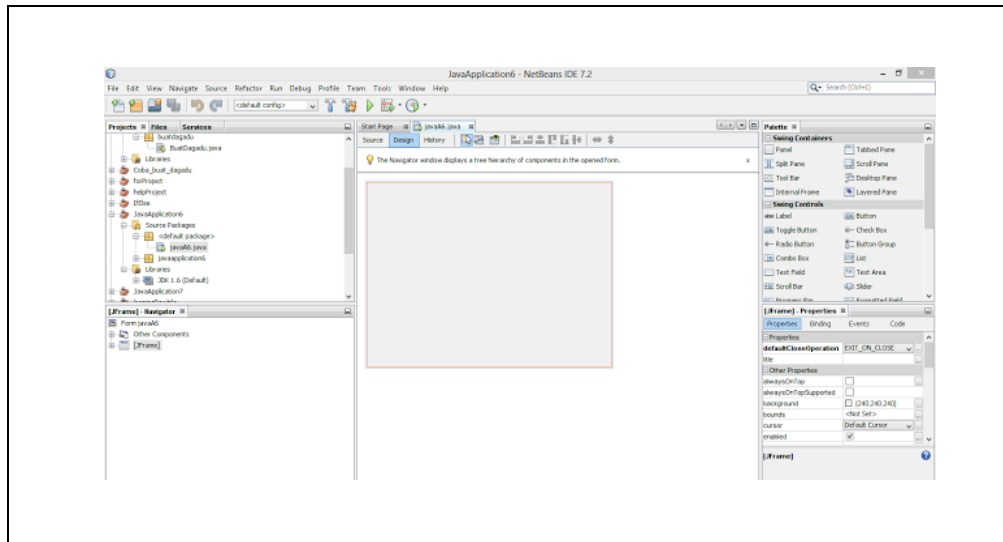 JavaApplication6 - NetBeans IDE 7.2
File Edit View Navigate Source Refactor Run Debug Profile Team Tools Window Help
Search (Ctrl+I)
<default config>
Projects Files Services
buatdagadu
BuatDagadu.java
Libraries
Coba_buat_dagadu
forProject
helpProject
IfElse
JavaApplication6
Source Packages
<default package>
javaA6.java
javaapplication6
Libraries
JDK 1.6 (Default)
JavaApplication7
[JFrame] - Navigator
Form javaA6
Other Components
[JFrame]
Start Page javaA6.java
Source Design History
The Navigator window displays a tree hierarchy of components in the opened form.
Palette
Swing Containers
Panel Tabbed Pane
Split Pane Scroll Pane
Tool Bar Desktop Pane
Internal Frame Layered Pane
Swing Controls
Label Button
Toggle Button Check Box
Radio Button Button Group
Combo Box List
Text Field Text Area
Scroll Bar Slider
Progress Bar Formatted Field
[JFrame] - Properties
Properties Binding Events Code
Properties
defaultCloseOperation EXIT_ON_CLOSE
title
Other Properties
alwaysOnTop
alwaysOnTopSupported
background [240,240,240]
bounds <Not Set>
cursor Default Cursor
enabled
[JFrame]